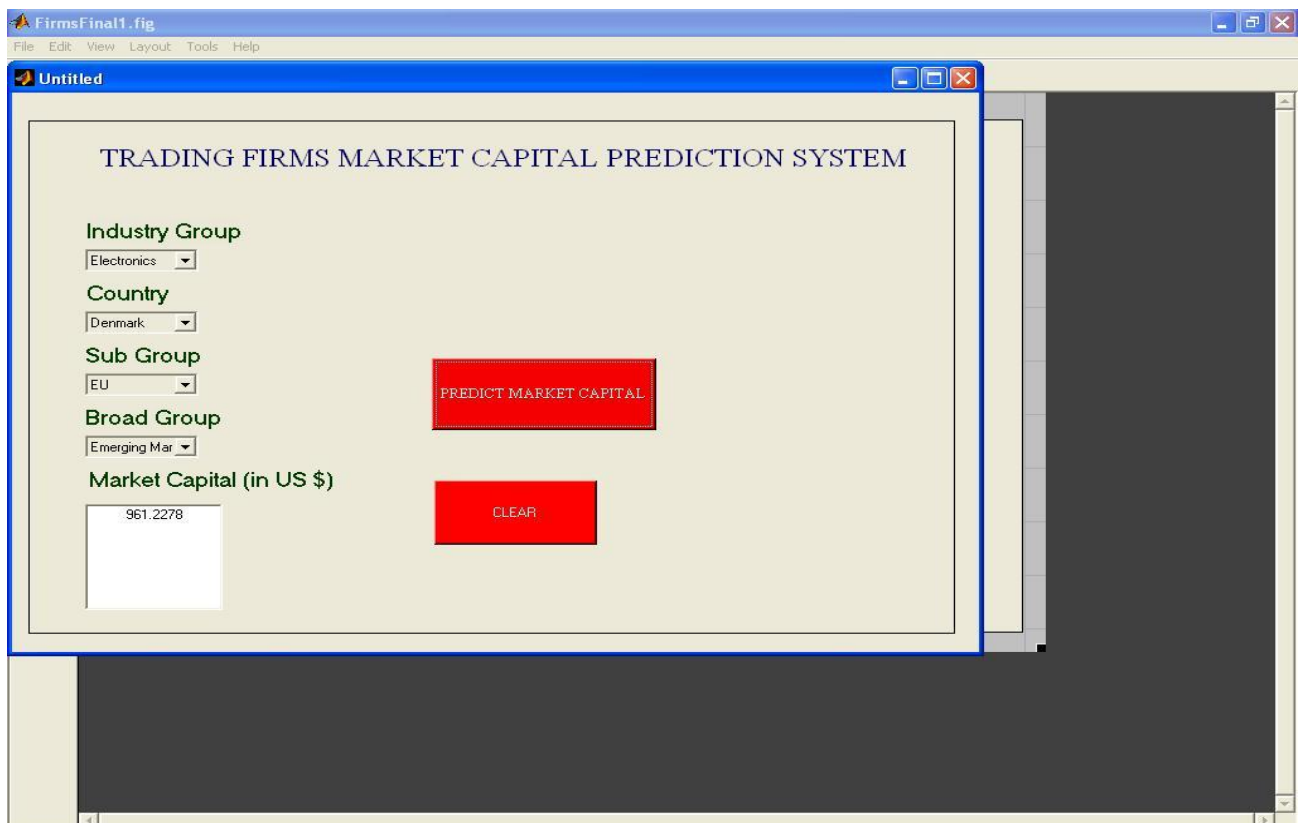 FirmsFinal1.fig
File Edit View Layout Tools Help
Untitled
TRADING FIRMS MARKET CAPITAL PREDICTION SYSTEM
Industry Group
Electronics
Country
Denmark
Sub Group
EU
Broad Group
Emerging Mar
Market Capital (in US $)
961.2278
PREDICT MARKET CAPITAL
CLEAR